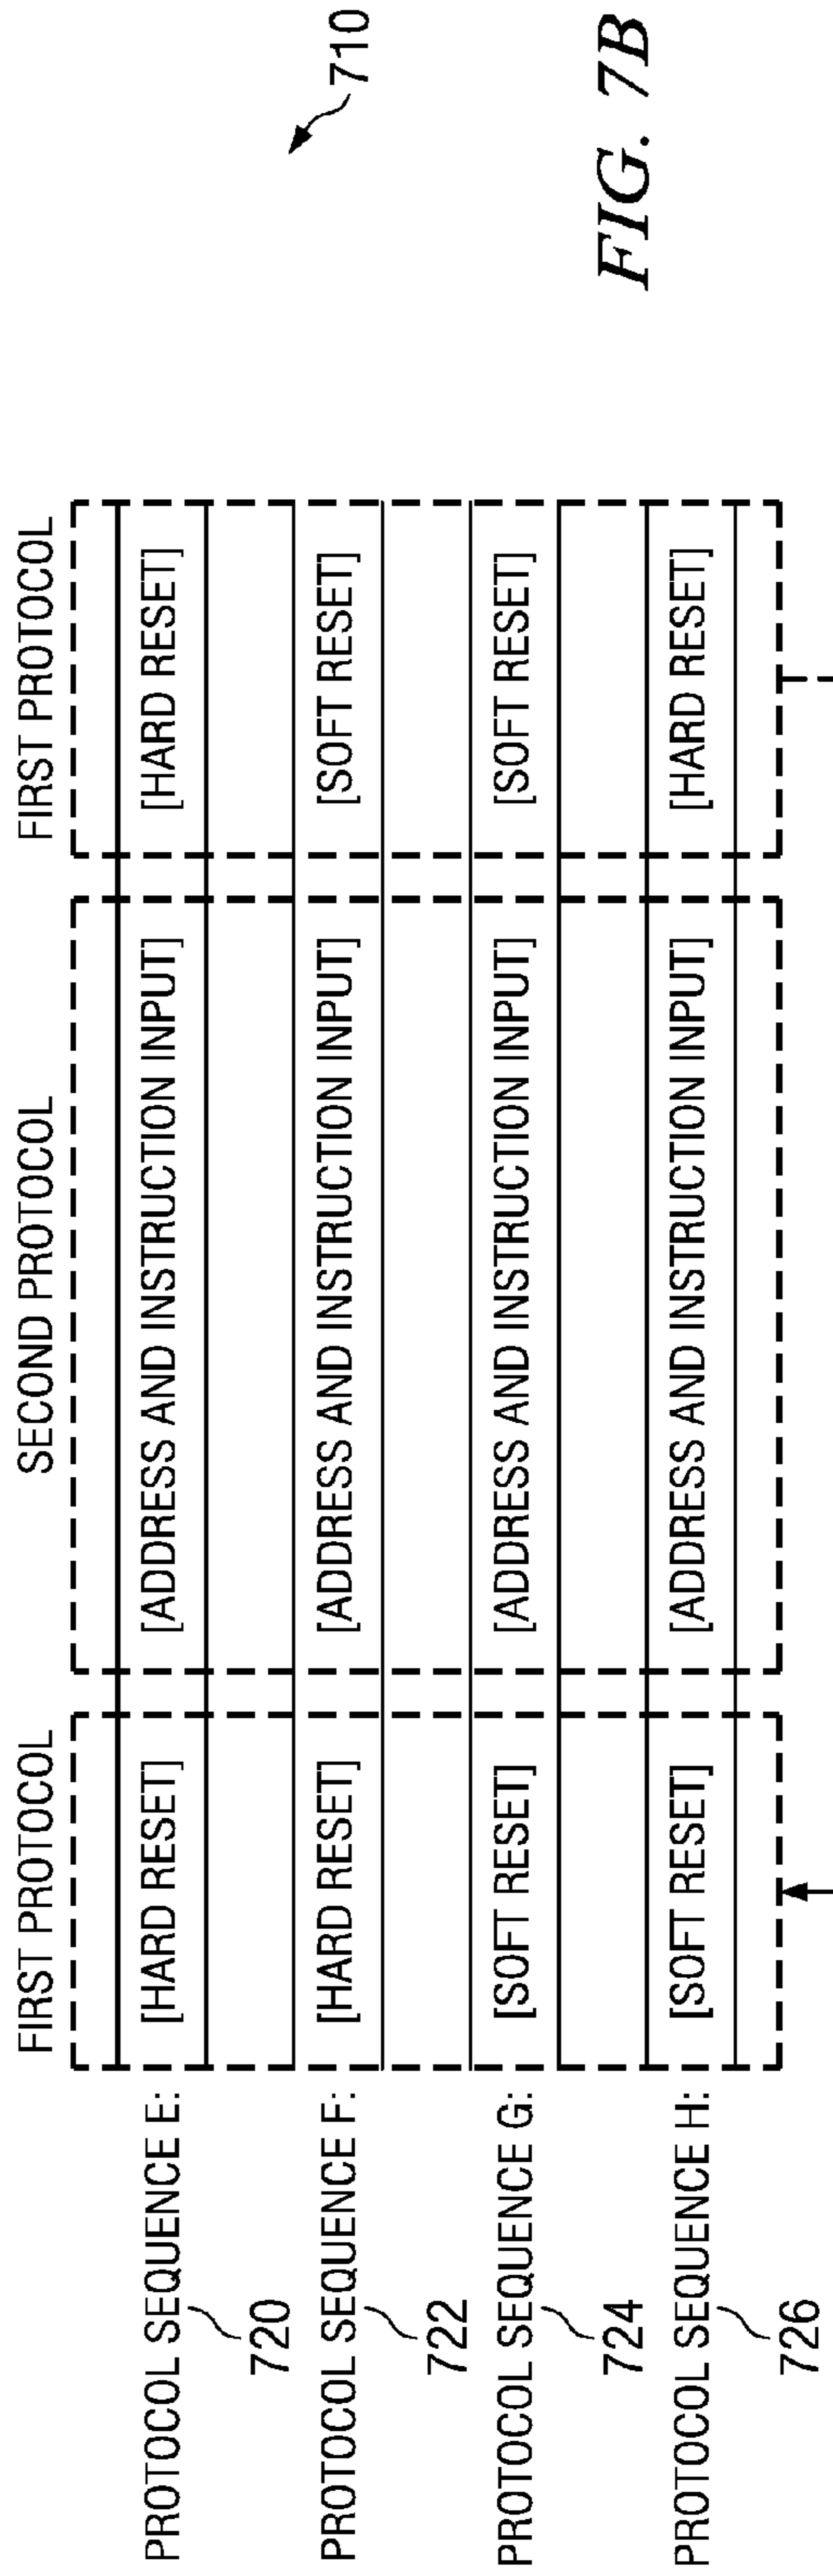 FIRST PROTOCOL SECOND PROTOCOL FIRST PROTOCOL
PROTOCOL SEQUENCE E: [HARD RESET] [ADDRESS AND INSTRUCTION INPUT] [HARD RESET]
720
PROTOCOL SEQUENCE F: [HARD RESET] [ADDRESS AND INSTRUCTION INPUT] [SOFT RESET]
722
PROTOCOL SEQUENCE G: [SOFT RESET] [ADDRESS AND INSTRUCTION INPUT] [SOFT RESET]
724
PROTOCOL SEQUENCE H: [SOFT RESET] [ADDRESS AND INSTRUCTION INPUT] [HARD RESET]
726
710
FIG. 7B